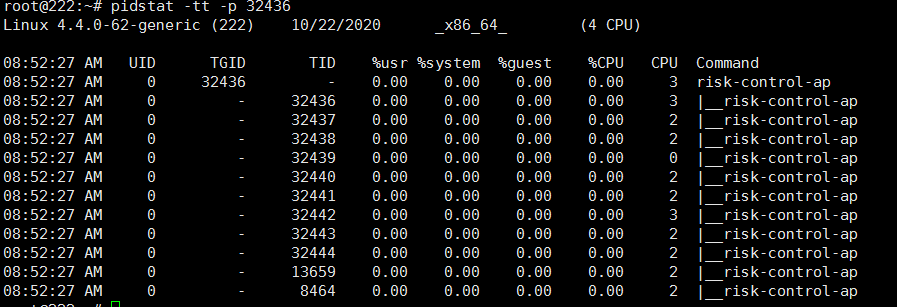 root@222:~# pidstat -tt -p 32436
Linux 4.4.0-62-generic (222)    10/22/2020      _x86_64_        (4 CPU)

08:52:27 AM   UID      TGID       TID    %usr %system  %guest    %CPU   CPU  Command
08:52:27 AM     0     32436         -    0.00    0.00    0.00    0.00     3  risk-control-ap
08:52:27 AM     0         -     32436    0.00    0.00    0.00    0.00     3  |__risk-control-ap
08:52:27 AM     0         -     32437    0.00    0.00    0.00    0.00     2  |__risk-control-ap
08:52:27 AM     0         -     32438    0.00    0.00    0.00    0.00     2  |__risk-control-ap
08:52:27 AM     0         -     32439    0.00    0.00    0.00    0.00     0  |__risk-control-ap
08:52:27 AM     0         -     32440    0.00    0.00    0.00    0.00     2  |__risk-control-ap
08:52:27 AM     0         -     32441    0.00    0.00    0.00    0.00     2  |__risk-control-ap
08:52:27 AM     0         -     32442    0.00    0.00    0.00    0.00     3  |__risk-control-ap
08:52:27 AM     0         -     32443    0.00    0.00    0.00    0.00     2  |__risk-control-ap
08:52:27 AM     0         -     32444    0.00    0.00    0.00    0.00     2  |__risk-control-ap
08:52:27 AM     0         -     13659    0.00    0.00    0.00    0.00     2  |__risk-control-ap
08:52:27 AM     0         -      8464    0.00    0.00    0.00    0.00     2  |__risk-control-ap